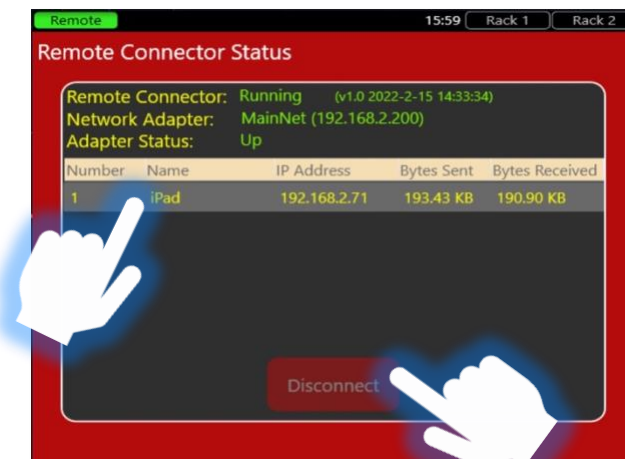 Remote 15:59 Rack 1 Rack 2
Remote Connector Status
Remote Connector: Running (v1.0 2022-2-15 14:33:34)
Network Adapter: MainNet (192.168.2.200)
Adapter Status: Up
Number Name IP Address Bytes Sent Bytes Received
1 iPad 192.168.2.71 193.43 KB 190.90 KB
Disconnect